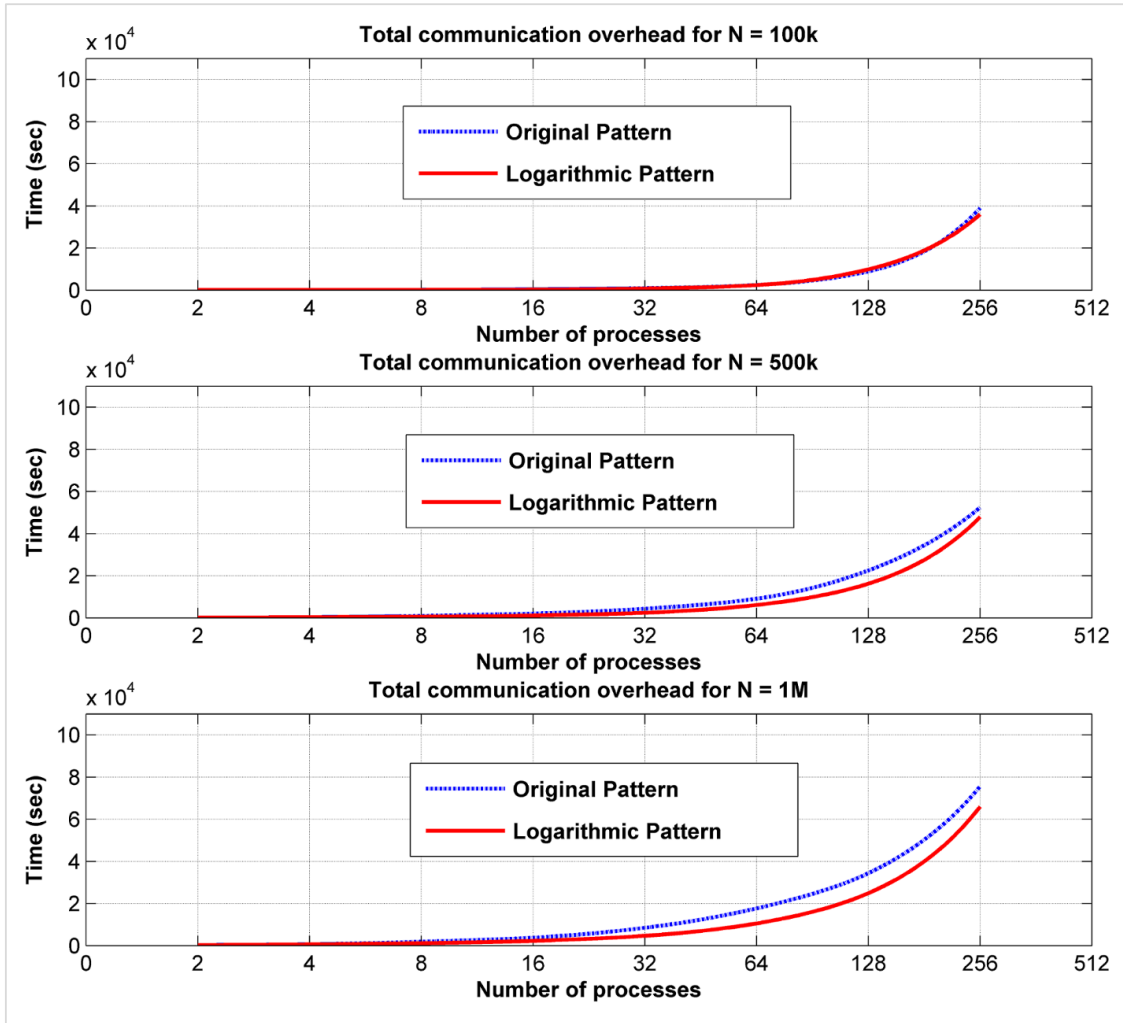 Total communication overhead for N = 100k
x 10^4
Time (sec)
10
8
6
4
2
0
Original Pattern
Logarithmic Pattern
0 2 4 8 16 32 64 128 256 512
Number of processes
Total communication overhead for N = 500k
x 10^4
Time (sec)
10
8
6
4
2
0
Original Pattern
Logarithmic Pattern
0 2 4 8 16 32 64 128 256 512
Number of processes
Total communication overhead for N = 1M
x 10^4
Time (sec)
10
8
6
4
2
0
Original Pattern
Logarithmic Pattern
0 2 4 8 16 32 64 128 256 512
Number of processes